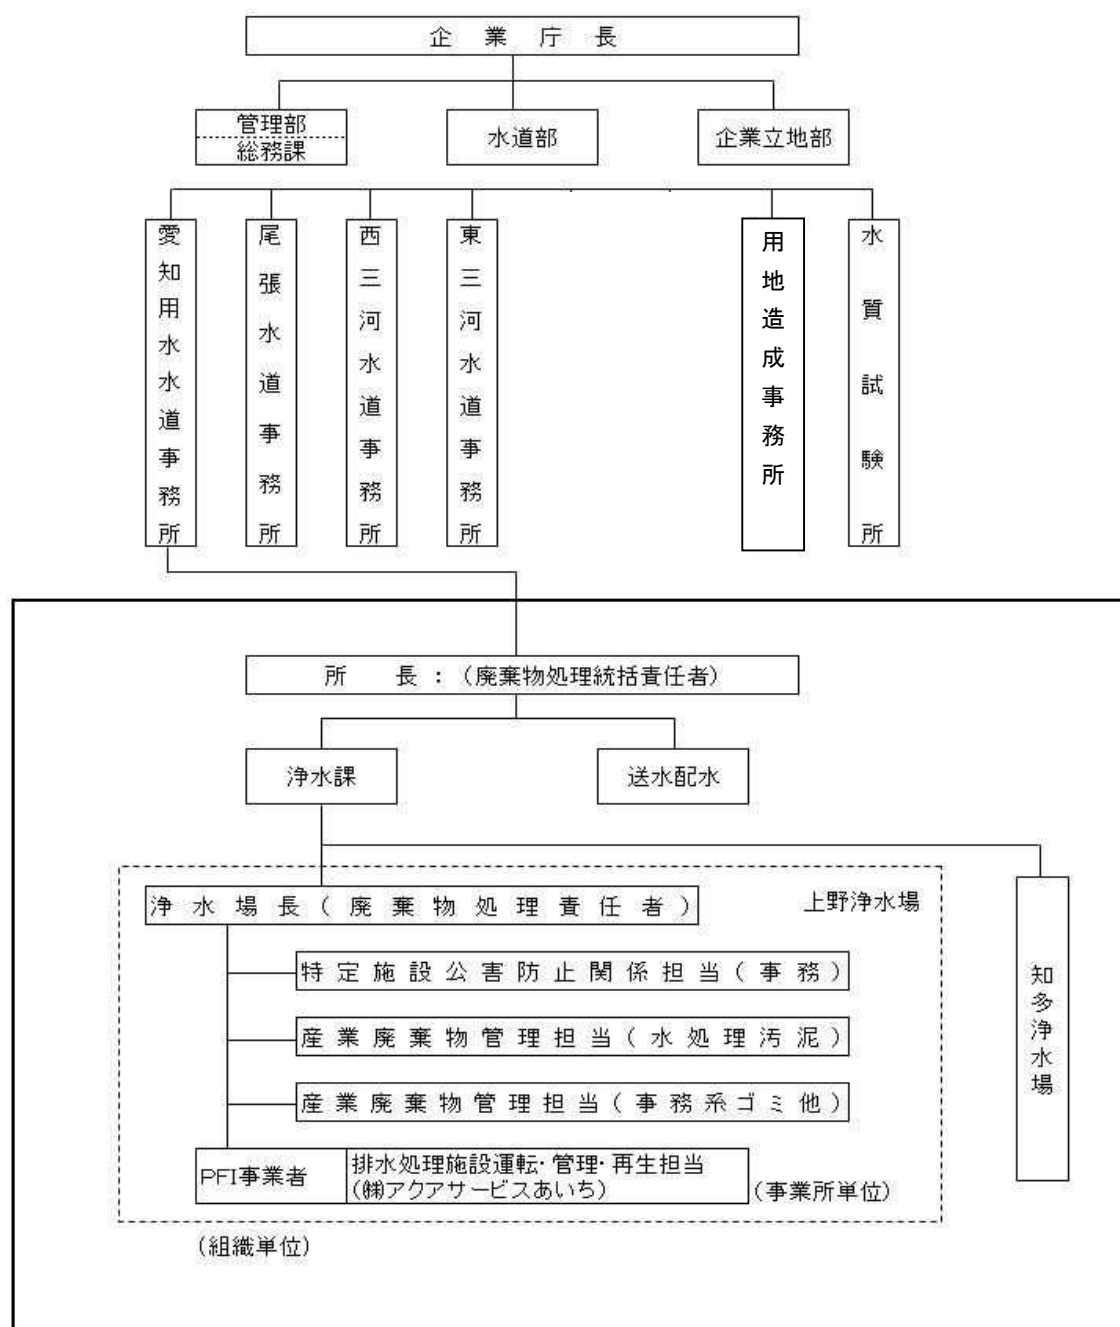 企業庁長
管理部
総務課
水道部
企業立地部
愛知用水水道事務所
尾張水道事務所
西三河水道事務所
東三河水道事務所
用地造成事務所
水質試験所
所長：（廃棄物処理統括責任者）
浄水課
送水配水
浄水場長（廃棄物処理責任者）
上野浄水場
特定施設公害防止関係担当（事務）
産業廃棄物管理担当（水処理汚泥）
産業廃棄物管理担当（事務系ゴミ他）
PFI事業者
排水処理施設運転・管理・再生担当
（㈱アクアサービスあいち）
（事業所単位）
知多浄水場
（組織単位）